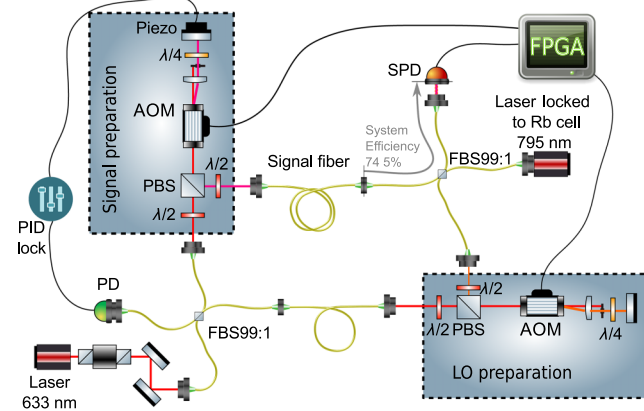 Piezo
λ/4
AOM
Signal preparation
PBS
λ/2
λ/2
PID
lock
PD
Laser
633 nm
FBS99:1
Signal fiber
System
Efficiency
74 5%
SPD
FPGA
Laser locked
to Rb cell
795 nm
FBS99:1
λ/2
λ/2
PBS
AOM
λ/4
LO preparation